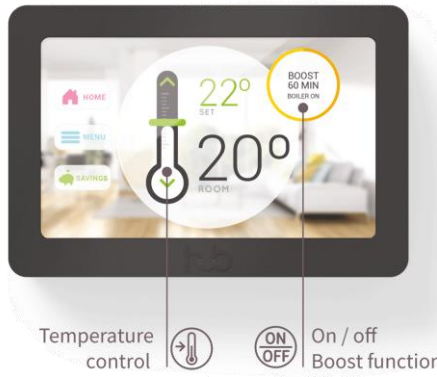 HOME
MENU
SAVINGS
22°
SET
20°
ROOM
BOOST
60 MIN
BOILER ON
hub
Temperature
control
ON
OFF
On / off
Boost function